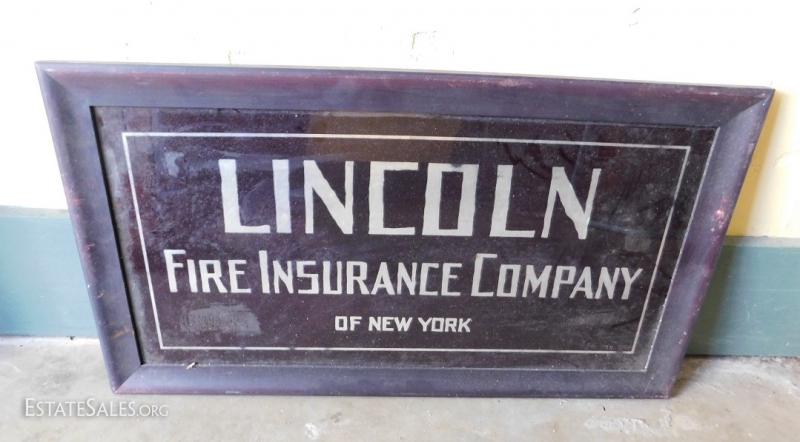 LINCOLN
FIRE INSURANCE COMPANY
OF NEW YORK
ESTATESALES.ORG